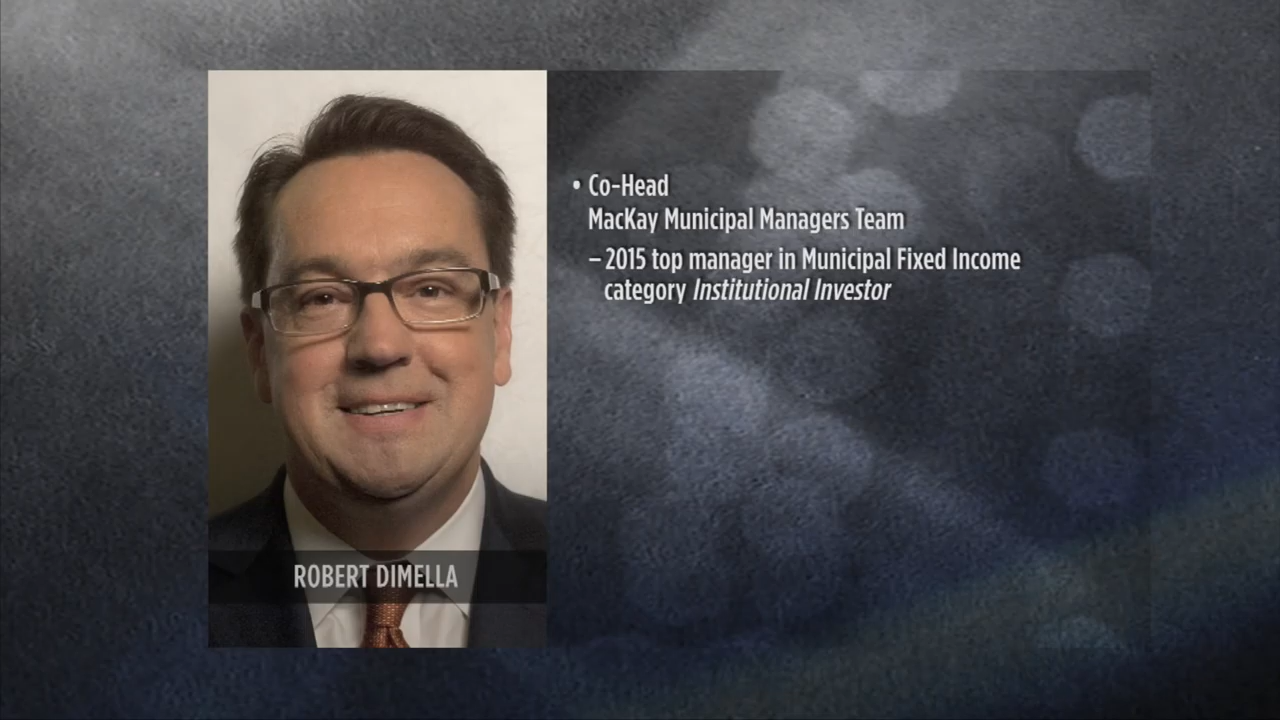 • Co-Head
MacKay Municipal Managers Team
– 2015 top manager in Municipal Fixed Income
category Institutional Investor
ROBERT DIMELLA